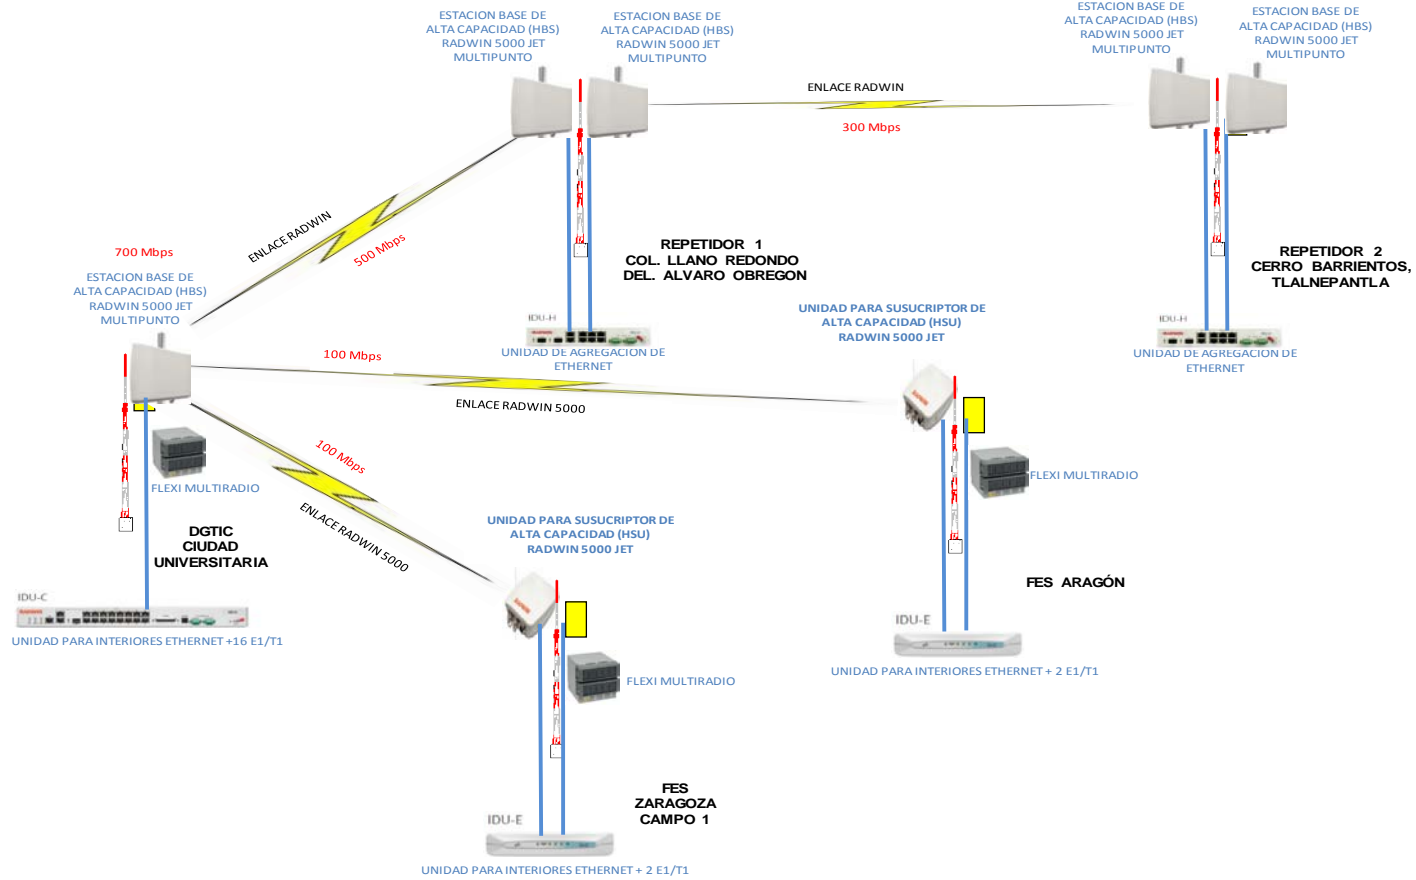 ESTACION BASE DE
ALTA CAPACIDAD (HBS)
RADWIN 5000 JET
MULTIPUNTO
ESTACION BASE DE
ALTA CAPACIDAD (HBS)
RADWIN 5000 JET
MULTIPUNTO
ESTACION BASE DE
ALTA CAPACIDAD (HBS)
RADWIN 5000 JET
MULTIPUNTO
ESTACION BASE DE
ALTA CAPACIDAD (HBS)
RADWIN 5000 JET
MULTIPUNTO
ENLACE RADWIN
300 Mbps
ENLACE RADWIN
500 Mbps
700 Mbps
ESTACION BASE DE
ALTA CAPACIDAD (HBS)
RADWIN 5000 JET
MULTIPUNTO
REPETIDOR 1
COL. LLANO REDONDO
DEL. ALVARO OBREGON
REPETIDOR 2
CERRO BARRIENTOS,
TLALNEPANTLA
IDU-H
UNIDAD DE AGREGACION DE
ETHERNET
IDU-H
UNIDAD DE AGREGACION DE
ETHERNET
UNIDAD PARA SUSUCRIPTOR DE
ALTA CAPACIDAD (HSU)
RADWIN 5000 JET
100 Mbps
ENLACE RADWIN 5000
100 Mbps
ENLACE RADWIN 5000
FLEXI MULTIRADIO
FLEXI MULTIRADIO
DGTIC
CIUDAD
UNIVERSITARIA
UNIDAD PARA SUSUCRIPTOR DE
ALTA CAPACIDAD (HSU)
RADWIN 5000 JET
FES ARAGÓN
IDU-C
UNIDAD PARA INTERIORES ETHERNET +16 E1/T1
IDU-E
UNIDAD PARA INTERIORES ETHERNET + 2 E1/T1
FLEXI MULTIRADIO
FES
ZARAGOZA
CAMPO 1
IDU-E
UNIDAD PARA INTERIORES ETHERNET + 2 E1/T1